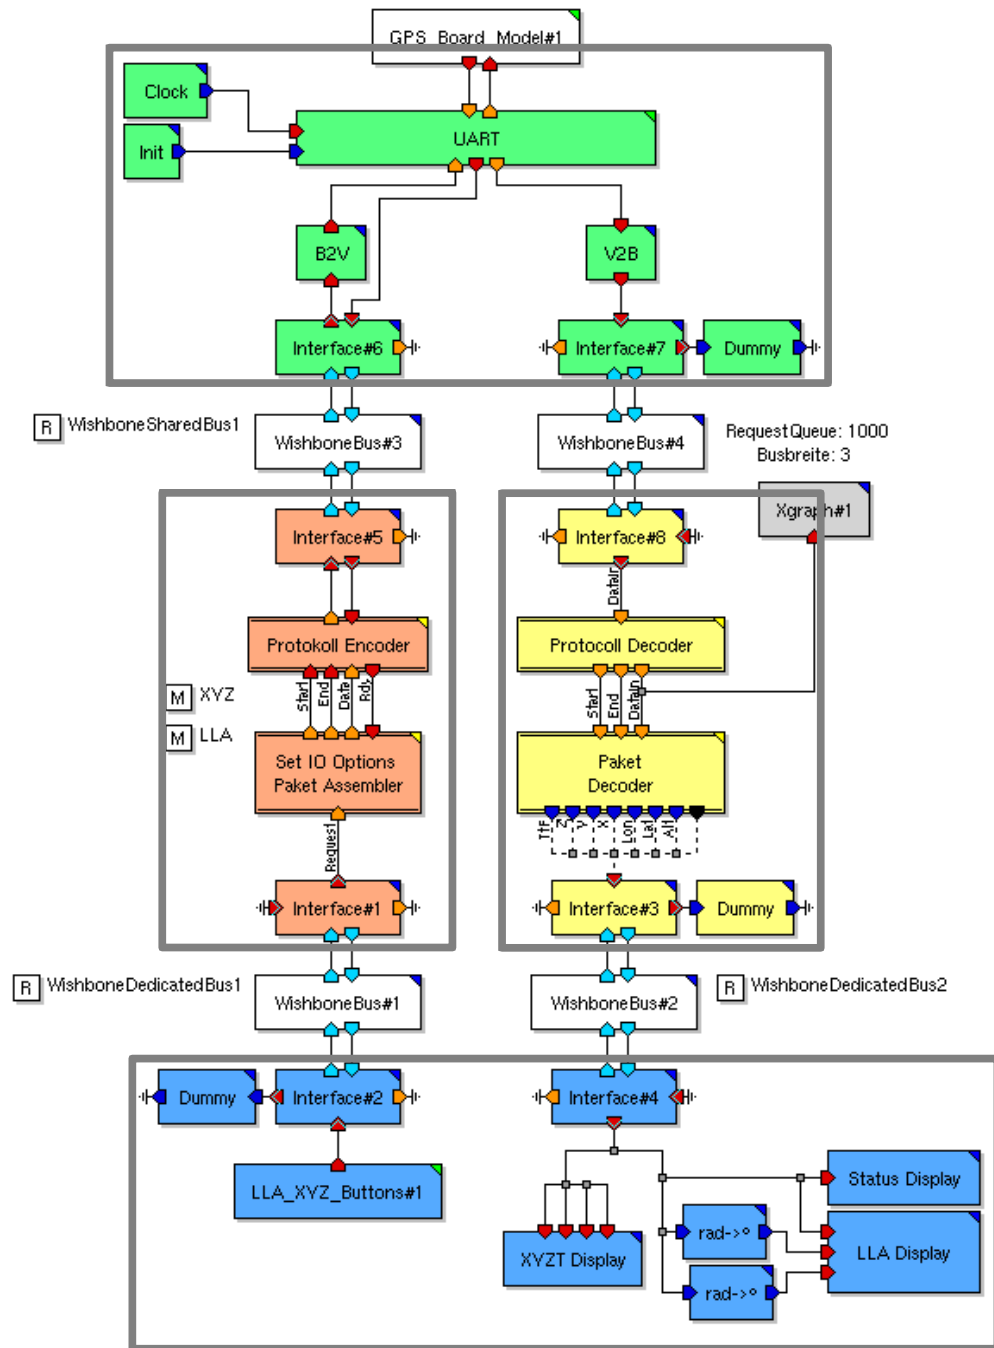 GPS_Board_Model#1
Clock
Init
UART
B2V
V2B
Interface#6
Interface#7
Dummy
R WishboneSharedBus1
WishboneBus#3
WishboneBus#4
RequestQueue: 1000
Busbreite: 3
Xgraph#1
Interface#5
Interface#8
DataIn
Protokoll Encoder
Protocoll Decoder
Start
End
Data
Rdy
Start
End
DataIn
M XYZ
M LLA
Set IO Options
Paket Assembler
Paket
Decoder
Request
TTF
Z
Y
X
Lon
Lat
Alt
Interface#1
Interface#3
Dummy
R WishboneDedicatedBus1
WishboneBus#1
WishboneBus#2
R WishboneDedicatedBus2
Dummy
Interface#2
Interface#4
LLA_XYZ_Buttons#1
Status Display
XYZT Display
rad->º
LLA Display
rad->º